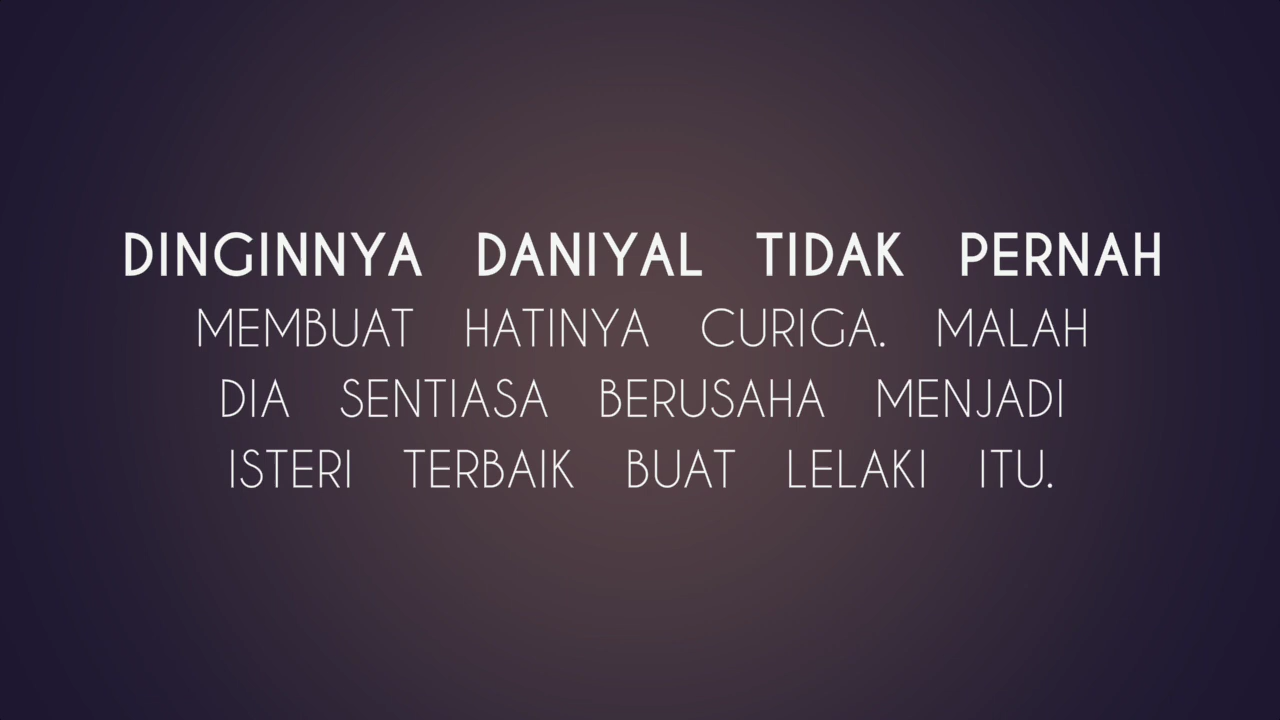 DINGINNYA DANIYAL TIDAK PERNAH
MEMBUAT HATINYA CURIGA. MALAH
DIA SENTIASA BERUSAHA MENJADI
ISTERI TERBAIK BUAT LELAKI ITU.